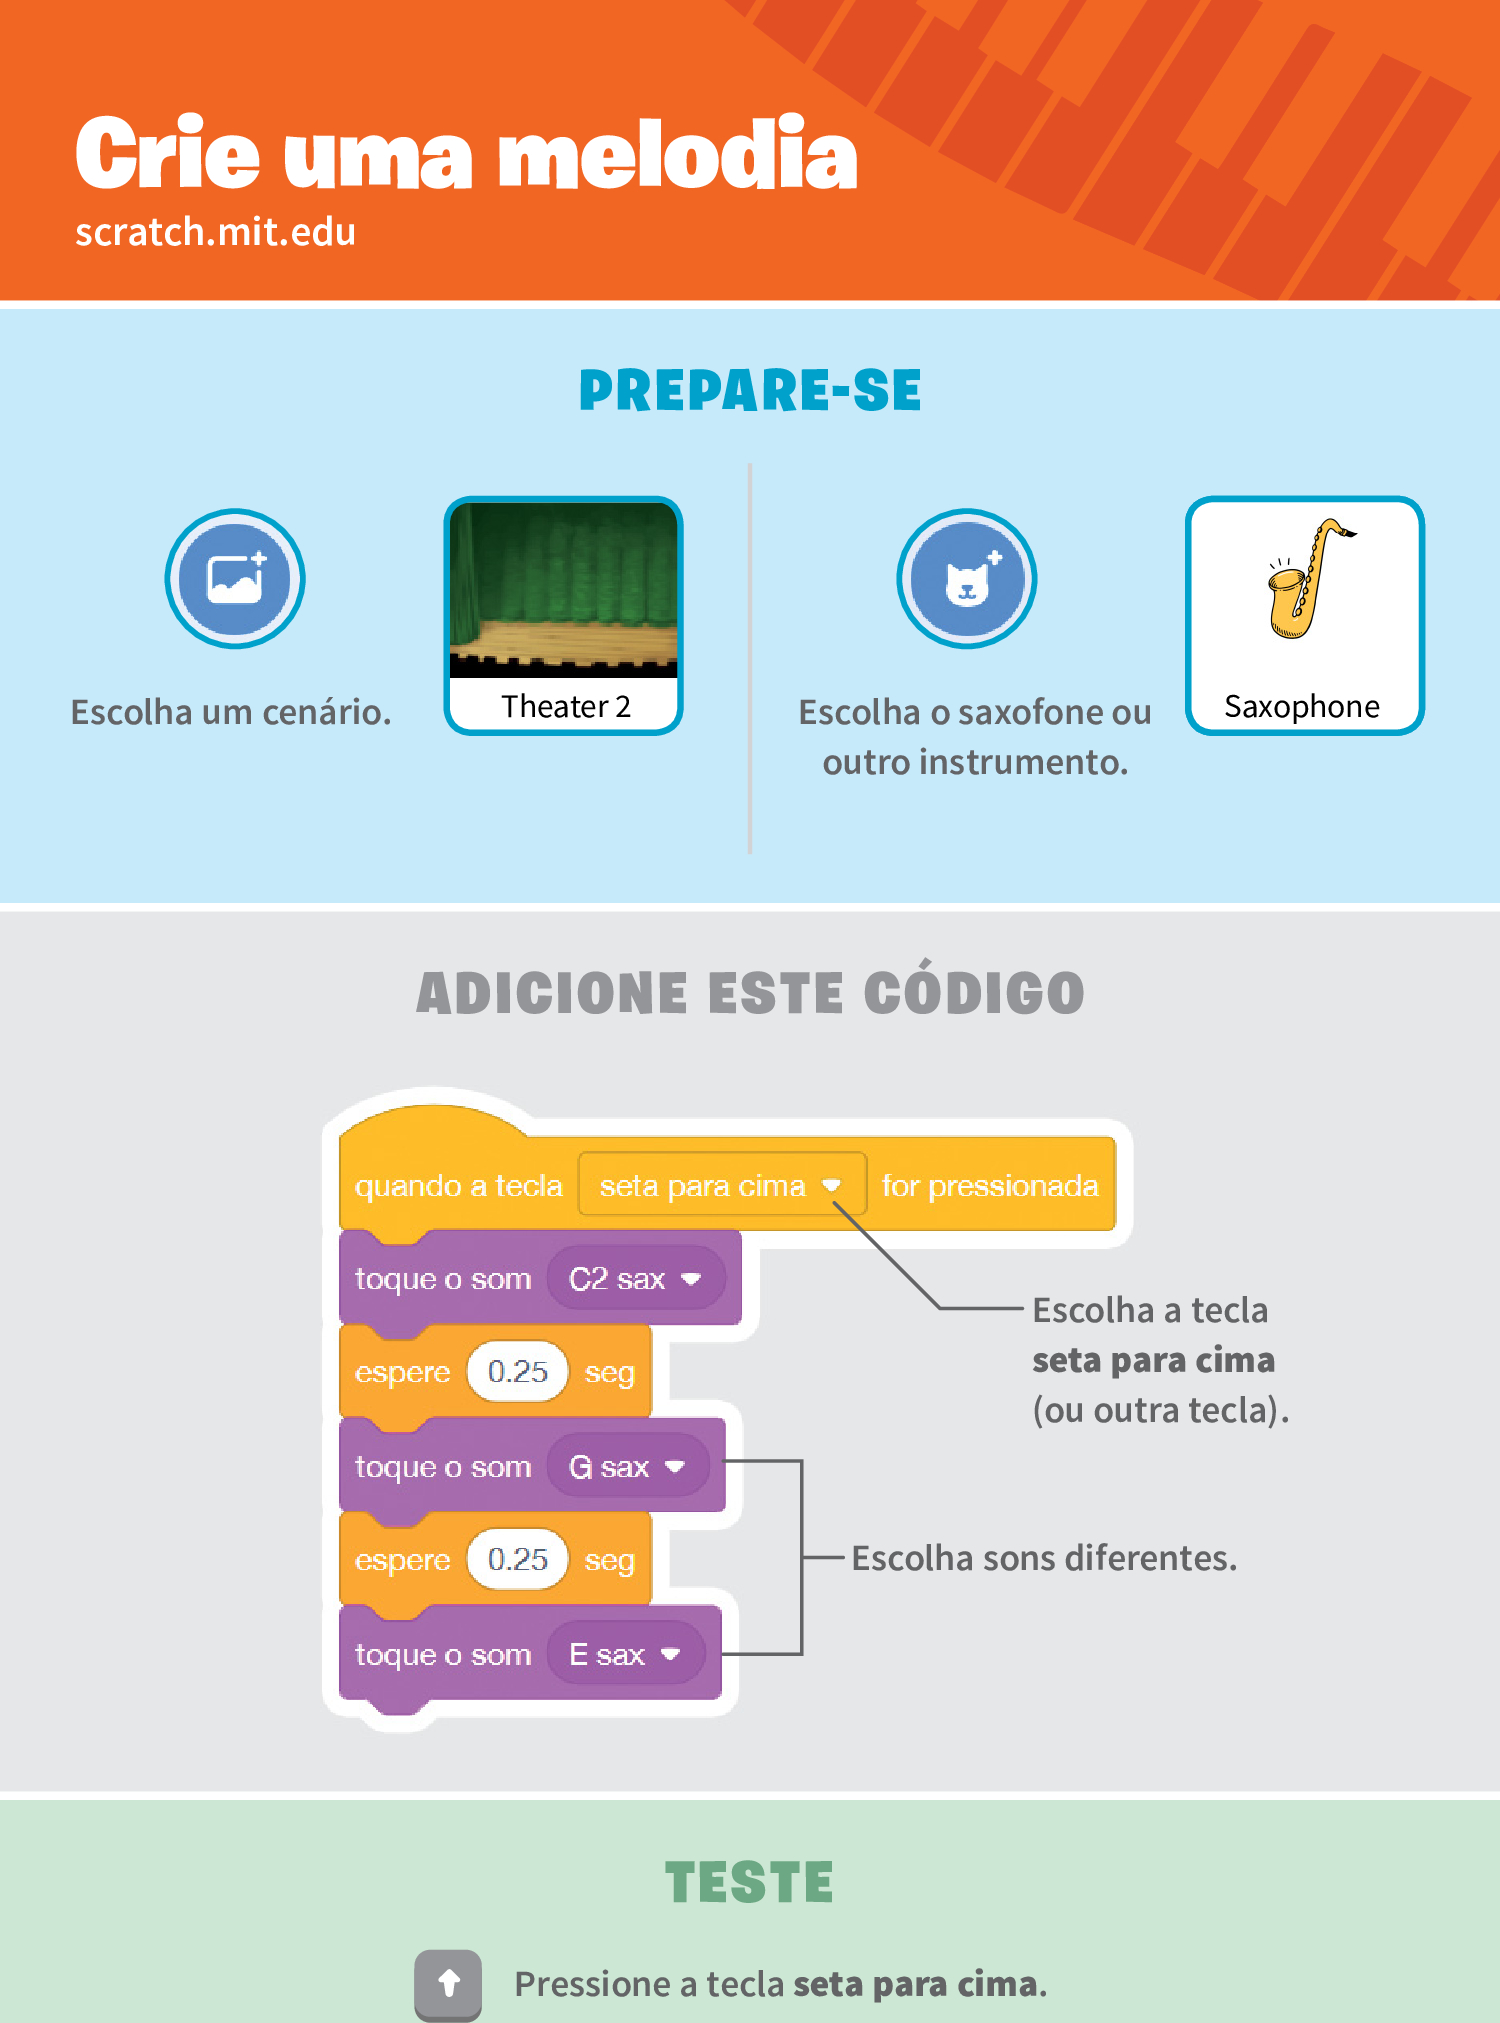 Crie uma melodia
scratch.mit.edu
PREPARE-SE
Escolha um cenário.
Theater 2
Escolha o saxofone ou
outro instrumento.
Saxophone
ADICIONE ESTE CÓDIGO
quando a tecla seta para cima for pressionada
toque o som C2 sax
espere 0.25 seg
toque o som G sax
espere 0.25 seg
toque o som E sax
Escolha a tecla
seta para cima
(ou outra tecla).
Escolha sons diferentes.
TESTE
Pressione a tecla seta para cima.